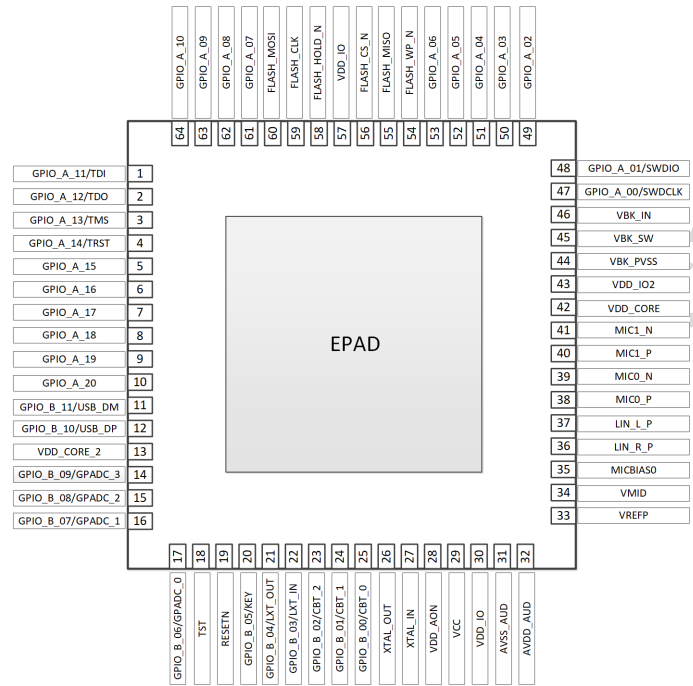 GPIO_A_10
GPIO_A_09
GPIO_A_08
GPIO_A_07
FLASH_MOSI
FLASH_CLK
FLASH_HOLD_N
VDD_IO
FLASH_CS_N
FLASH_MISO
FLASH_WP_N
GPIO_A_06
GPIO_A_05
GPIO_A_04
GPIO_A_03
GPIO_A_02
64 63 62 61 60 59 58 57 56 55 54 53 52 51 50 49
GPIO_A_11/TDI 1
GPIO_A_12/TDO 2
GPIO_A_13/TMS 3
GPIO_A_14/TRST 4
GPIO_A_15 5
GPIO_A_16 6
GPIO_A_17 7
GPIO_A_18 8
GPIO_A_19 9
GPIO_A_20 10
GPIO_B_11/USB_DM 11
GPIO_B_10/USB_DP 12
VDD_CORE_2 13
GPIO_B_09/GPADC_3 14
GPIO_B_08/GPADC_2 15
GPIO_B_07/GPADC_1 16
EPAD
48 GPIO_A_01/SWDIO
47 GPIO_A_00/SWDCLK
46 VBK_IN
45 VBK_SW
44 VBK_PVSS
43 VDD_IO2
42 VDD_CORE
41 MIC1_N
40 MIC1_P
39 MIC0_N
38 MIC0_P
37 LIN_L_P
36 LIN_R_P
35 MICBIAS0
34 VMID
33 VREFP
17 18 19 20 21 22 23 24 25 26 27 28 29 30 31 32
GPIO_B_06/GPADC_0
TST
RESETN
GPIO_B_05/KEY
GPIO_B_04/LXT_OUT
GPIO_B_03/LXT_IN
GPIO_B_02/CBT_2
GPIO_B_01/CBT_1
GPIO_B_00/CBT_0
XTAL_OUT
XTAL_IN
VDD_AON
VCC
VDD_IO
AVSS_AUD
AVDD_AUD